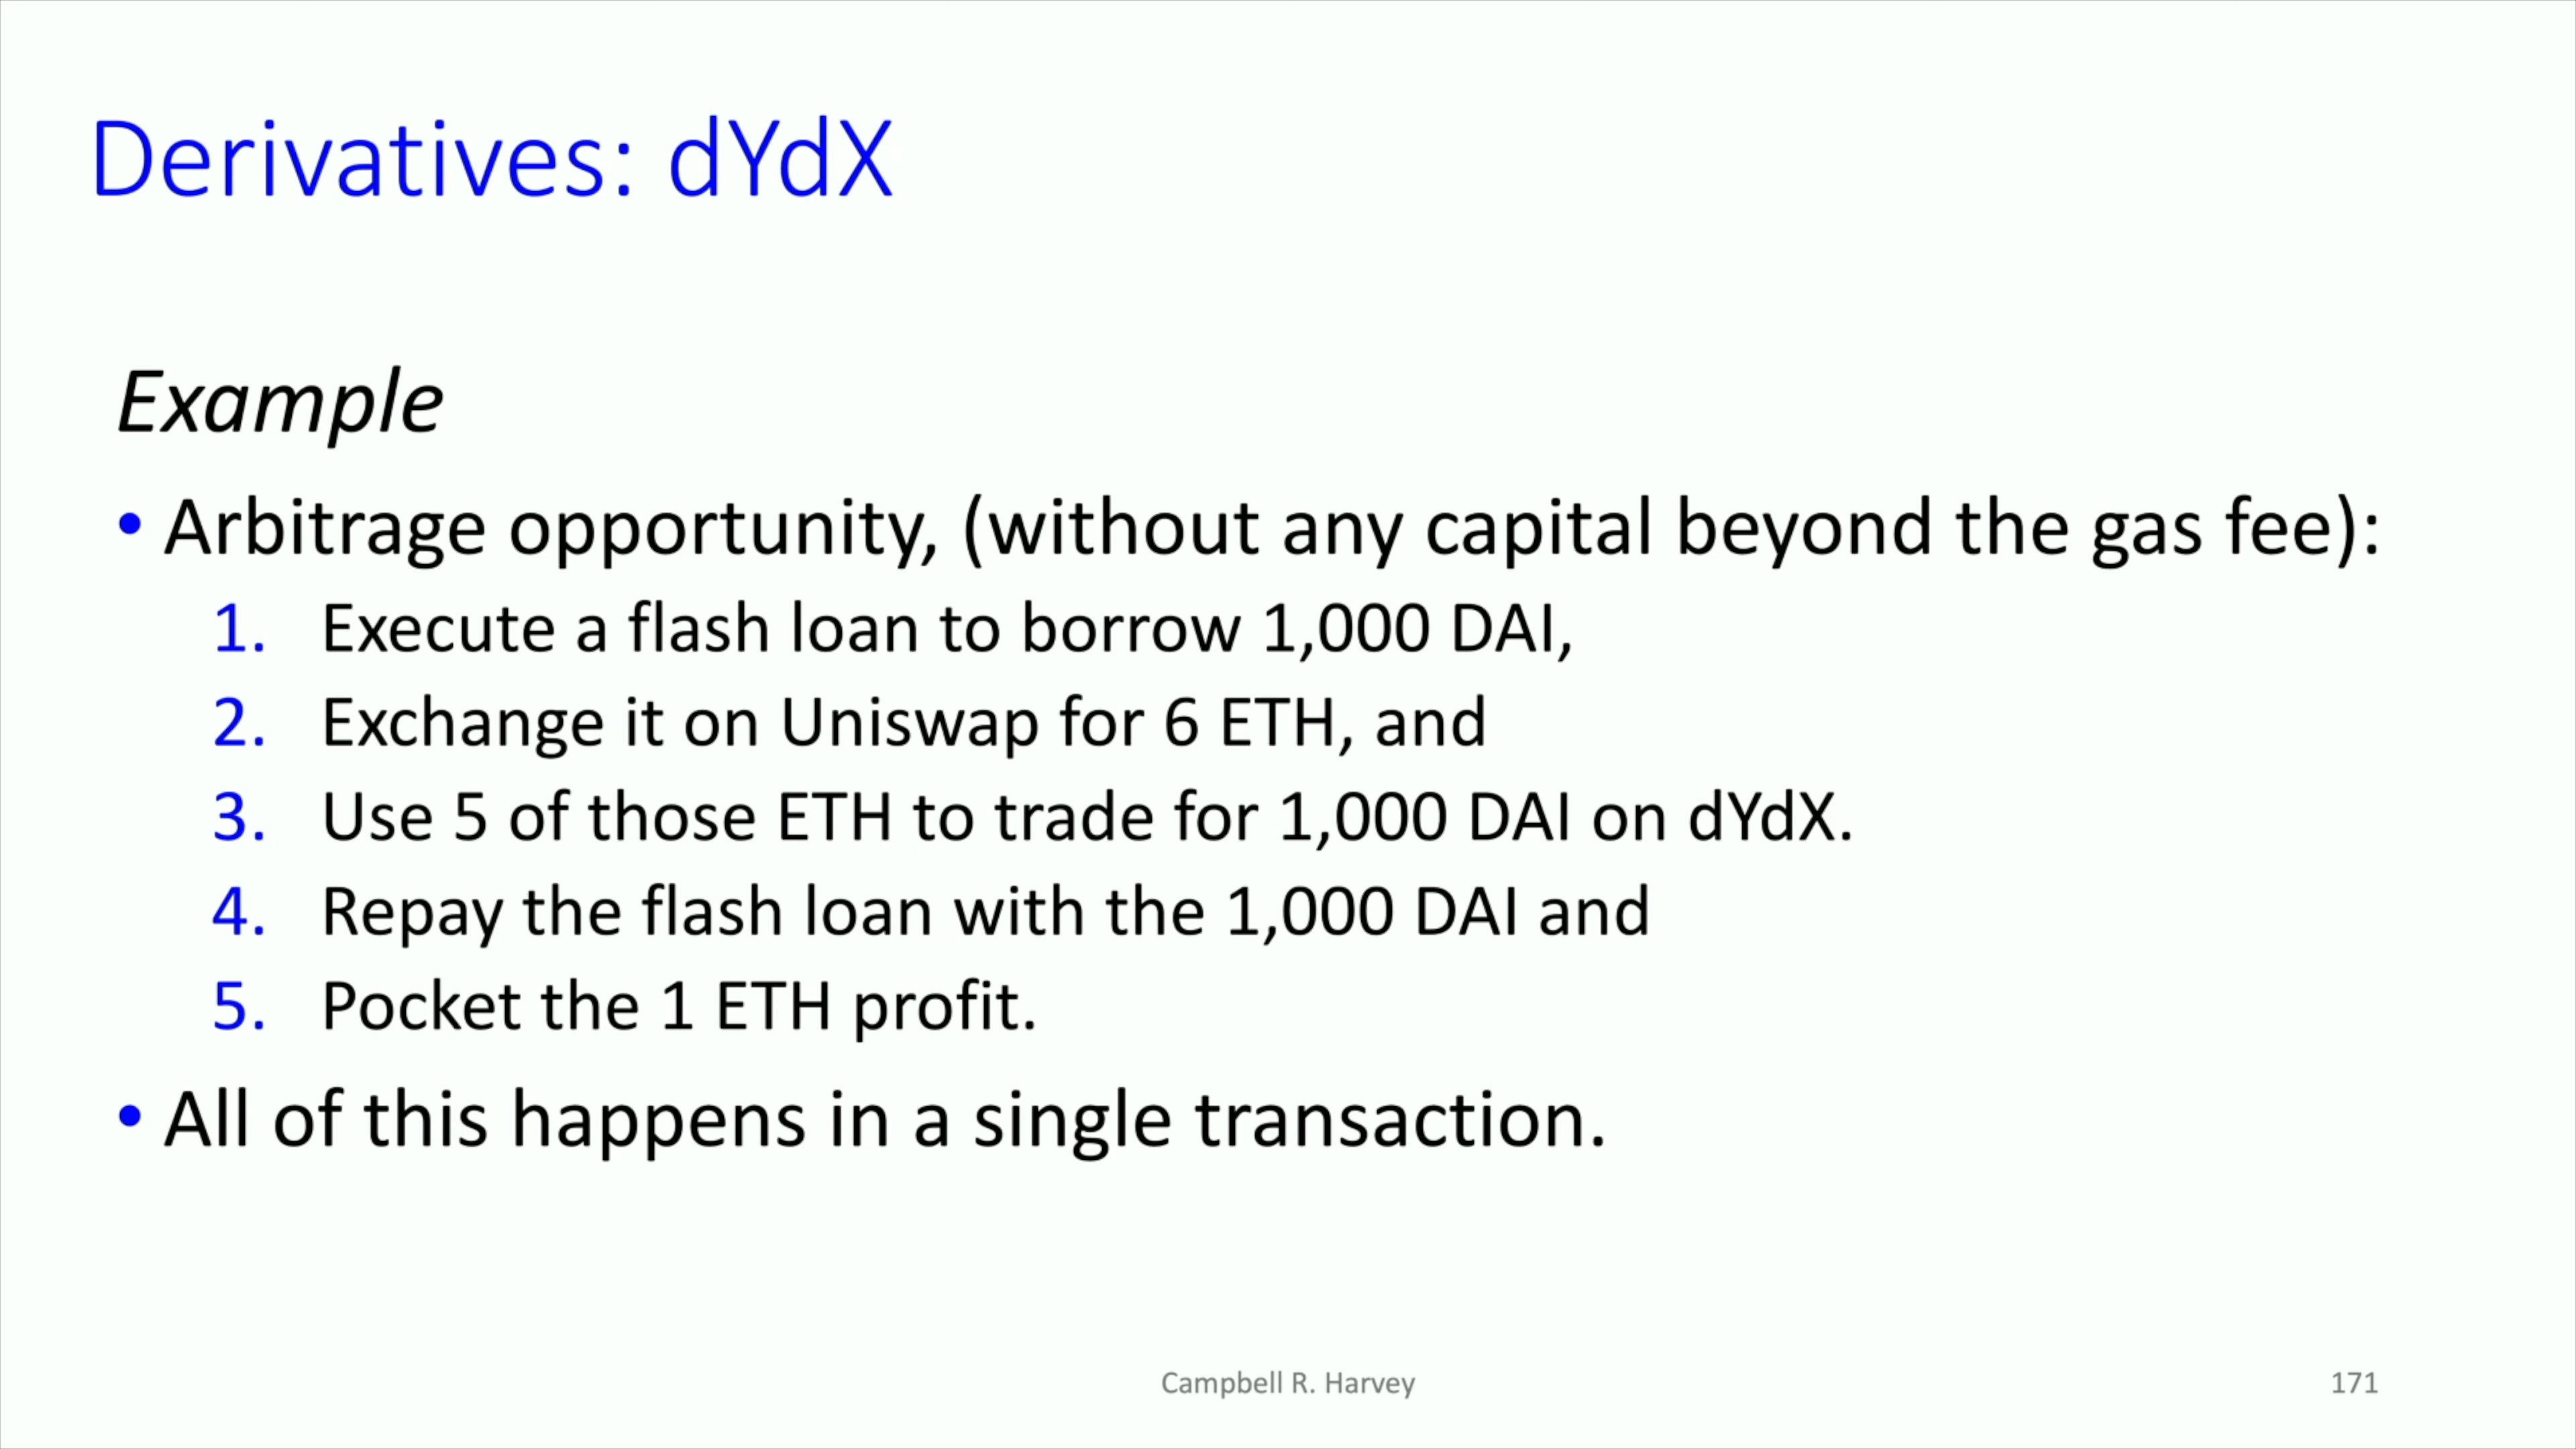 Derivatives: dYdX
Example
• Arbitrage opportunity, (without any capital beyond the gas fee):
1. Execute a flash loan to borrow 1,000 DAI,
2. Exchange it on Uniswap for 6 ETH, and
3. Use 5 of those ETH to trade for 1,000 DAI on dYdX.
4. Repay the flash loan with the 1,000 DAI and
5. Pocket the 1 ETH profit.
• All of this happens in a single transaction.
Campbell R. Harvey
171